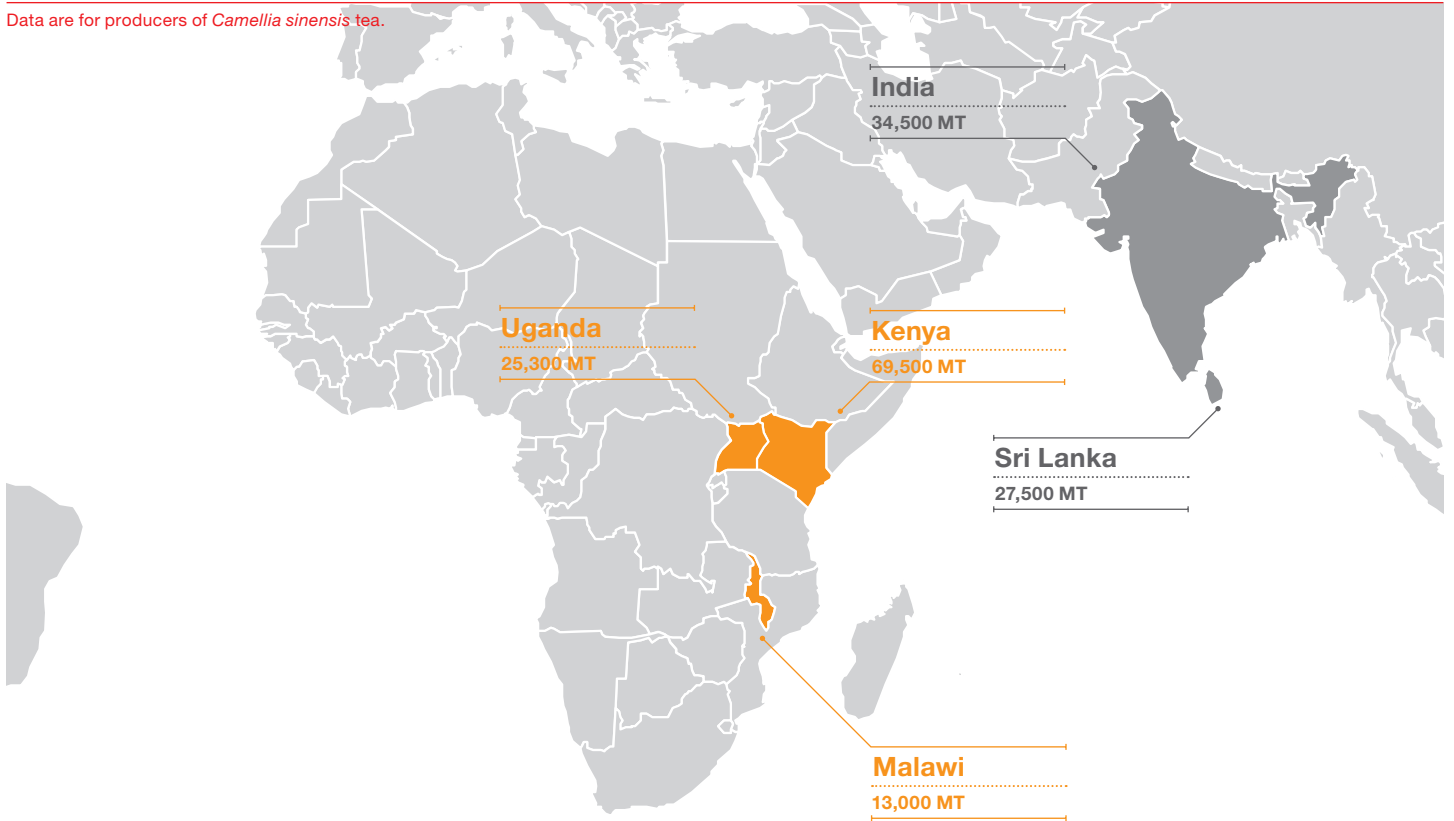 Data are for producers of Camellia sinensis tea.
India
34,500 MT
Uganda
25,300 MT
Kenya
69,500 MT
Sri Lanka
27,500 MT
Malawi
13,000 MT